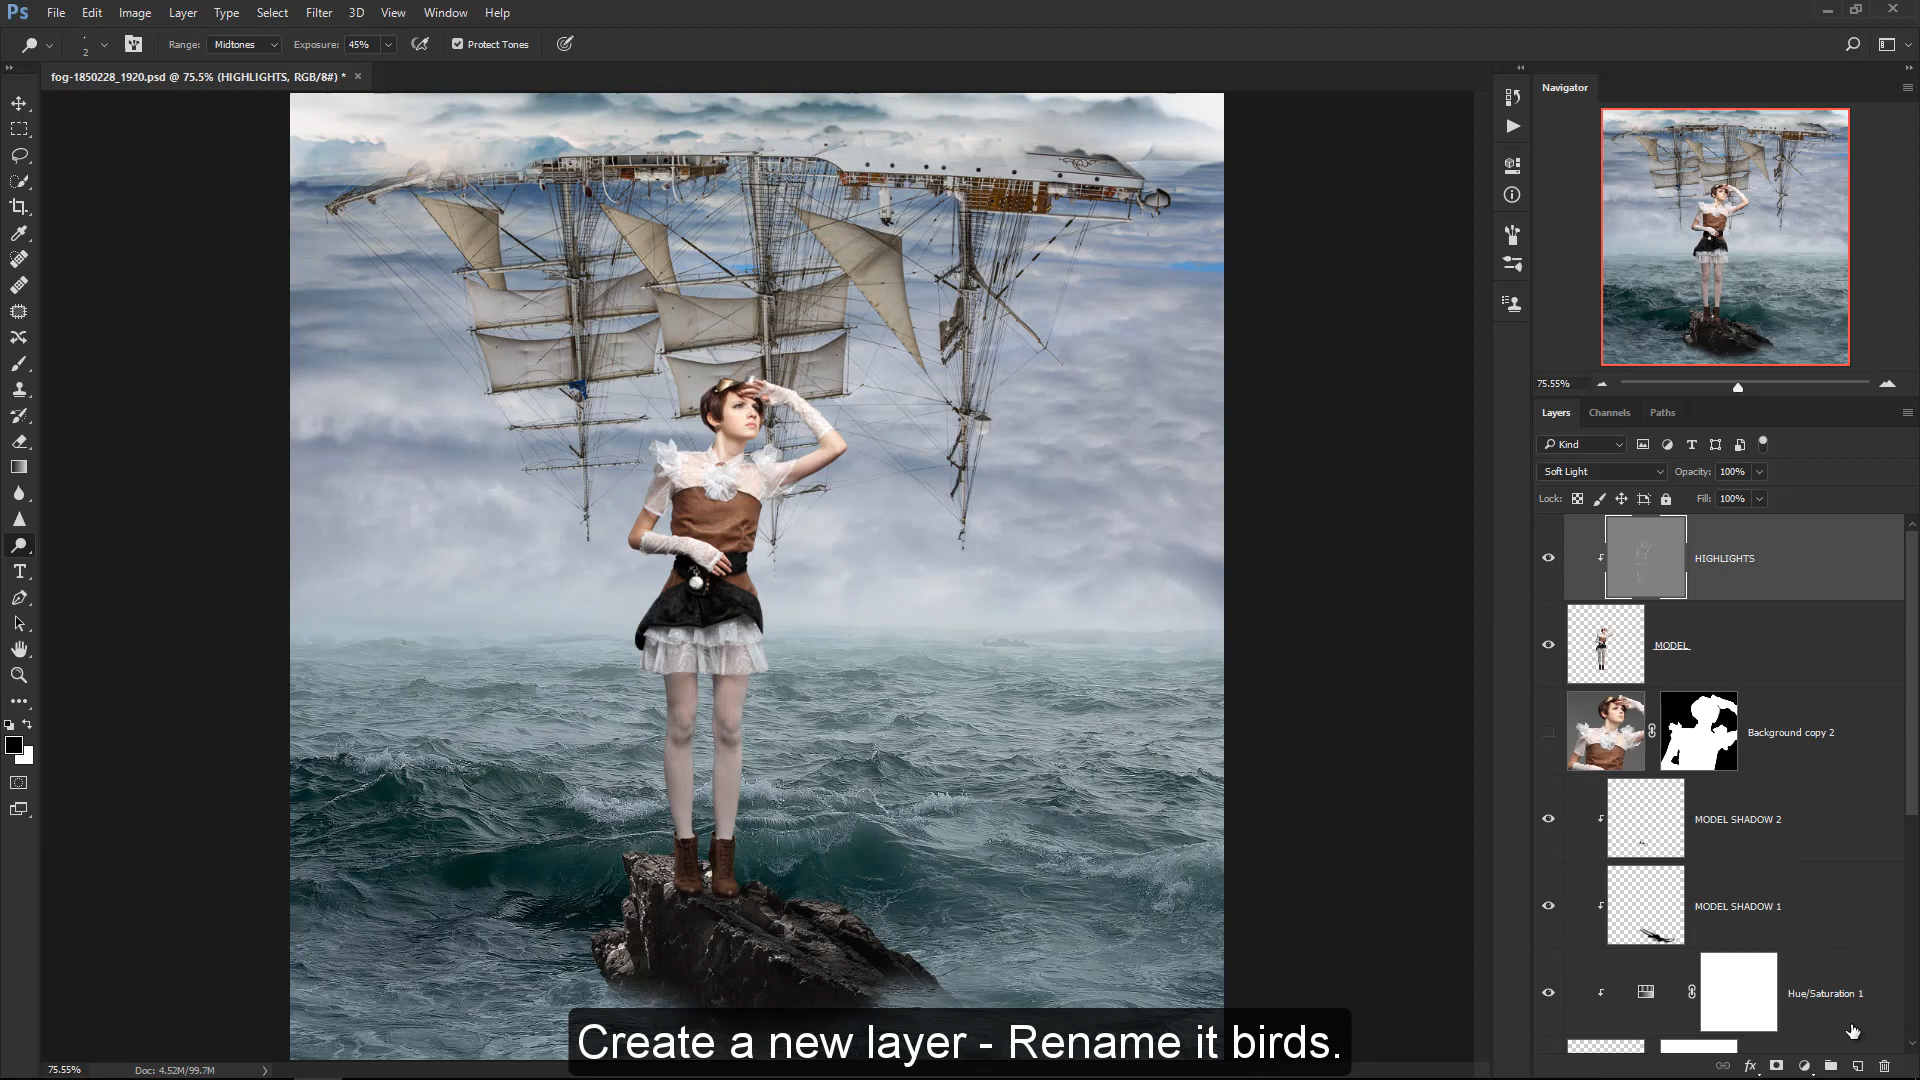 Ps File Edit Image Layer Type Select Filter 3D View Window Help
2 Range: Midtones Exposure: 45% Protect Tones
fog-1850228_1920.psd @ 75.5% (HIGHLIGHTS, RGB/8#) * ×
Navigator
75.55%
Layers Channels Paths
Kind
Soft Light Opacity: 100%
Lock: Fill: 100%
HIGHLIGHTS
MODEL
Background copy 2
MODEL SHADOW 2
MODEL SHADOW 1
Hue/Saturation 1
Create a new layer - Rename it birds.
75.55% Doc: 4.52M/99.7M